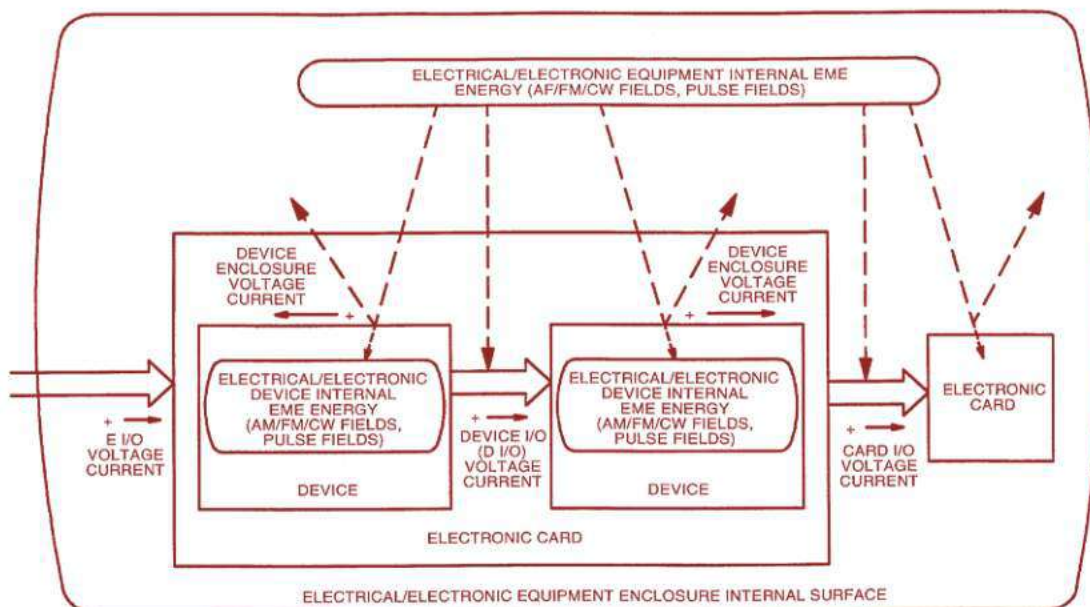 ELECTRICAL/ELECTRONIC EQUIPMENT INTERNAL EME
ENERGY (AF/FM/CW FIELDS, PULSE FIELDS)
DEVICE
ENCLOSURE
VOLTAGE
CURRENT
+
DEVICE
ENCLOSURE
VOLTAGE
CURRENT
+
ELECTRICAL/ELECTRONIC
DEVICE INTERNAL
EME ENERGY
(AM/FM/CW FIELDS,
PULSE FIELDS)
DEVICE
ELECTRICAL/ELECTRONIC
DEVICE INTERNAL
EME ENERGY
(AM/FM/CW FIELDS,
PULSE FIELDS)
DEVICE
ELECTRONIC
CARD
+
E I/O
VOLTAGE
CURRENT
+
DEVICE I/O
(D I/O)
VOLTAGE
CURRENT
+
CARD I/O
VOLTAGE
CURRENT
ELECTRONIC CARD
ELECTRICAL/ELECTRONIC EQUIPMENT ENCLOSURE INTERNAL SURFACE